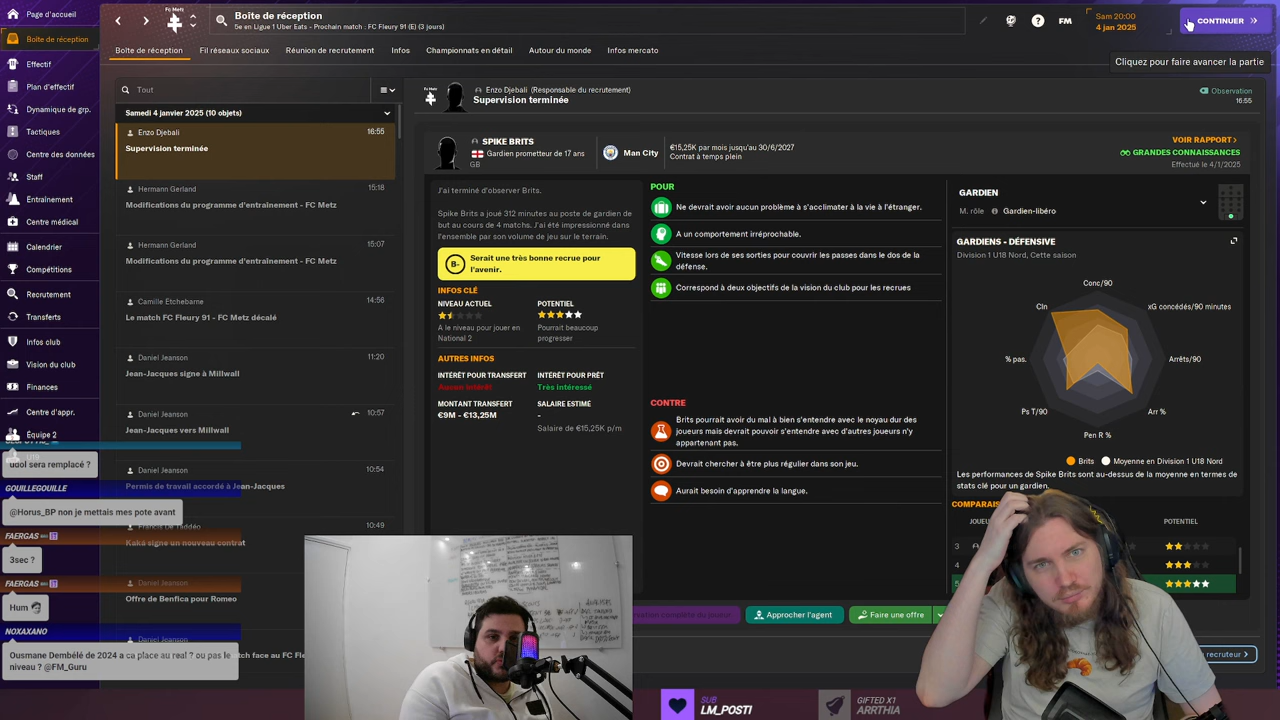 Page d'accueil
Boîte de réception
Effectif
Plan d'effectif
Dynamique de grp.
Tactiques
Centre des données
Staff
Entraînement
Centre médical
Calendrier
Compétitions
Recrutement
Transferts
Infos club
Vision du club
Finances
Centre d'appr.
Équipe 2
Fc Metz
Boîte de réception
5e en Ligue 1 Uber Eats - Prochain match : FC Fleury 91 (E) (3 jours)
FM
Sam 20:00
4 jan 2025
CONTINUER
Cliquez pour faire avancer la partie
Boîte de réception
Fil réseaux sociaux
Réunion de recrutement
Infos
Championnats en détail
Autour du monde
Infos mercato
Tout
Samedi 4 janvier 2025 (10 objets)
Enzo Djebali 16:55
Supervision terminée
Hermann Gerland 15:18
Modifications du programme d'entraînement - FC Metz
Hermann Gerland 15:07
Modifications du programme d'entraînement - FC Metz
Camille Etchebarne 14:56
Le match FC Fleury 91 - FC Metz décalé
Daniel Jeanson 11:20
Jean-Jacques signe à Millwall
Daniel Jeanson 10:57
Jean-Jacques vers Millwall
Daniel Jeanson 10:54
Permis de travail accordé à Jean-Jacques
Francis De Taddéo 10:49
Kaká signe un nouveau contrat
Daniel Jeanson
Offre de Benfica pour Romeo
Daniel Jeanson
Enzo Djebali (Responsable du recrutement)
Supervision terminée
Observation
16:55
SPIKE BRITS
Gardien prometteur de 17 ans
GB
Man City
€15,25K par mois jusqu'au 30/6/2027
Contrat à temps plein
VOIR RAPPORT
GRANDES CONNAISSANCES
Effectué le 4/1/2025
J'ai terminé d'observer Brits.
Spike Brits a joué 312 minutes au poste de gardien de
but au cours de 4 matchs. J'ai été impressionné dans
l'ensemble par son volume de jeu sur le terrain.
B-
Serait une très bonne recrue pour
l'avenir.
INFOS CLÉ
NIVEAU ACTUEL
POTENTIEL
A le niveau pour jouer en
National 2
Pourrait beaucoup
progresser
AUTRES INFOS
INTÉRÊT POUR TRANSFERT
Aucun intérêt
INTÉRÊT POUR PRÊT
Très intéressé
MONTANT TRANSFERT
€9M - €13,25M
SALAIRE ESTIMÉ
-
Salaire de €15,25K p/m
POUR
Ne devrait avoir aucun problème à s'acclimater à la vie à l'étranger.
A un comportement irréprochable.
Vitesse lors de ses sorties pour couvrir les passes dans le dos de la
défense.
Correspond à deux objectifs de la vision du club pour les recrues
CONTRE
Brits pourrait avoir du mal à bien s'entendre avec le noyau dur des
joueurs mais devrait pouvoir s'entendre avec d'autres joueurs n'y
appartenant pas.
Devrait chercher à être plus régulier dans son jeu.
Aurait besoin d'apprendre la langue.
GARDIEN
M. rôle Gardien-libéro
GARDIENS - DÉFENSIVE
Division 1 U18 Nord, Cette saison
Conc/90
xG concédés/90 minutes
Arrêts/90
Arr %
Pen R %
Ps T/90
% pas.
Cln
Brits
Moyenne en Division 1 U18 Nord
Les performances de Spike Brits sont au-dessus de la moyenne en termes de
stats clé pour un gardien.
POTENTIEL
3
4
Approcher l'agent
Faire une offre
recruteur
uool sera remplacé ?
GOUILLEGOUILLE
@Horus_BP non je mettais mes pote avant
FAERGAS
3sec ?
FAERGAS
Hum
NOXAXANO
Ousmane Dembélé de 2024 a ca place au real ? ou pas le
niveau ? @FM_Guru
SUB
LM_POSTI
GIFTED X1
ARRTHIA